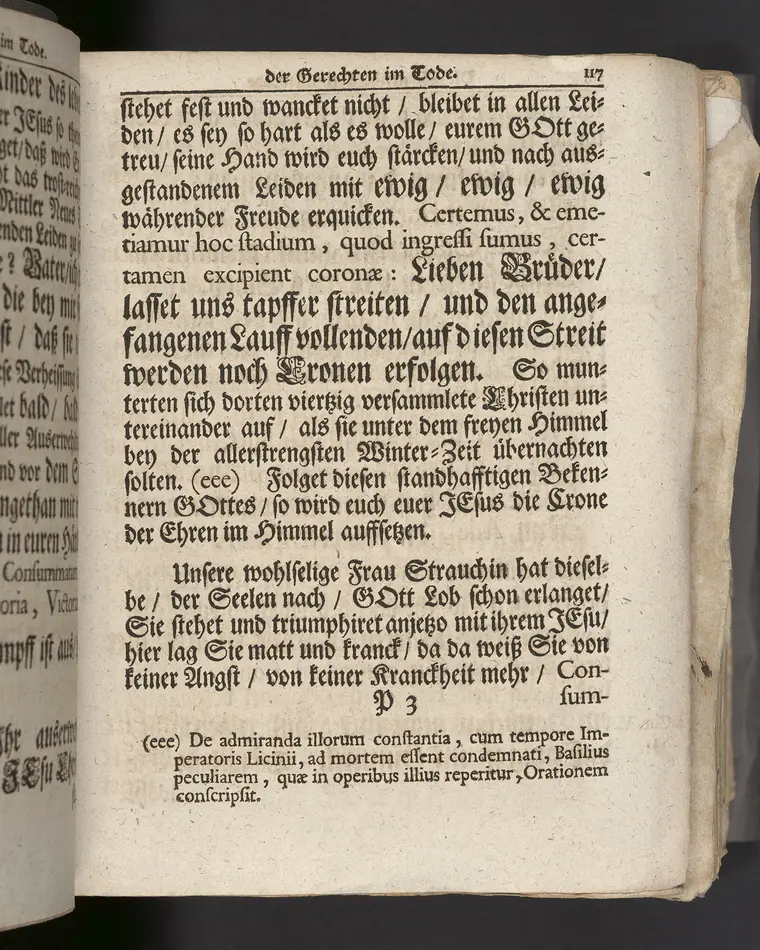 im Tode.
der Gerechten im Tode. 117
stehet fest und wancket nicht / bleibet in allen Lei-
den / es sey so hart als es wolle / eurem GOtt ge-
treu / seine Hand wird euch stärcken / und nach aus-
gestandenem Leiden mit ewig / ewig / ewig
währender Freude erquicken. Certemus, & eme-
tiamur hoc stadium, quod ingressi sumus, cer-
tamen excipient coronæ: Lieben Brüder /
lasset uns tapffer streiten / und den ange-
fangenen Lauff vollenden / auf diesen Streit
werden noch Cronen erfolgen. So mun-
terten sich dorten viertzig versammlete Christen un-
tereinander auf / als sie unter dem freyen Himmel
bey der allerstrengsten Winter-Zeit übernachten
solten. (eee) Folget diesen standhafftigen Beken-
nern GOttes / so wird euch euer JEsus die Crone
der Ehren im Himmel auffsetzen.
Unsere wohlselige Frau Strauchin hat diesel-
be / der Seelen nach / GOtt Lob schon erlanget /
Sie stehet und triumphiret anjetzo mit ihrem JEsu /
hier lag Sie matt und kranck / da da weiß Sie von
keiner Angst / von keiner Kranckheit mehr / Con-
P 3 sum-
(eee) De admiranda illorum constantia, cum tempore Im-
peratoris Licinii, ad mortem essent condemnati, Basilius
peculiarem, quæ in operibus illius reperitur, Orationem
conscripsit.